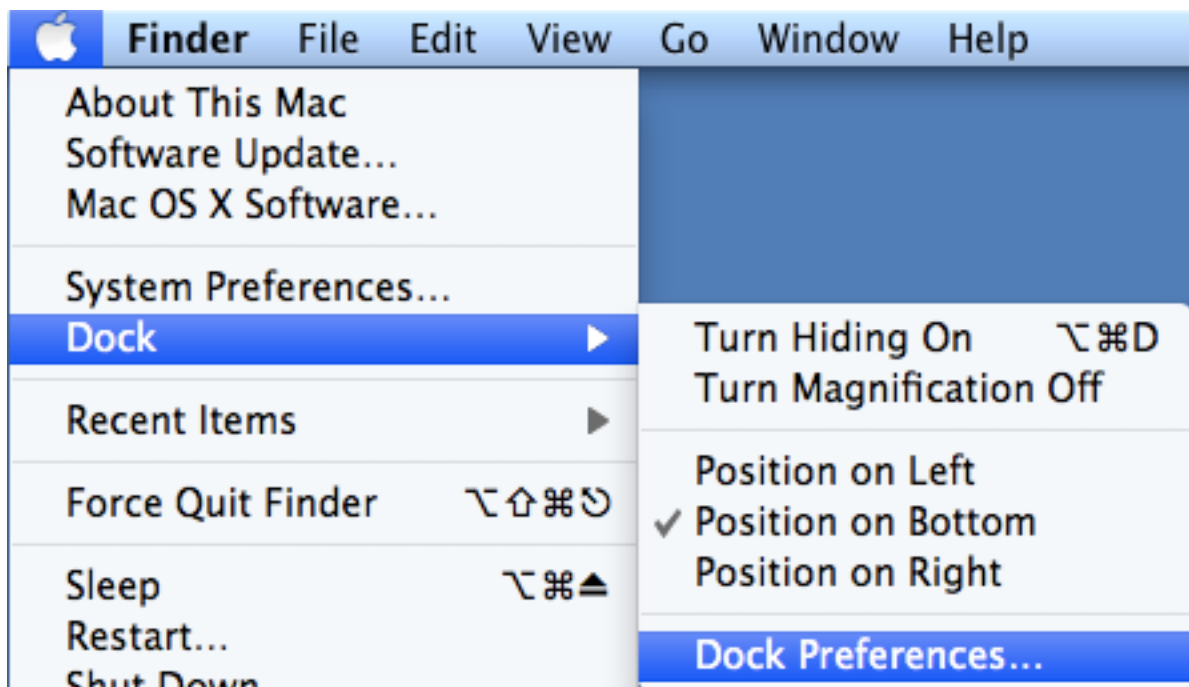 Finder File Edit View Go Window Help
About This Mac
Software Update...
Mac OS X Software...
System Preferences...
Dock
Recent Items
Force Quit Finder ⌥⇧⌘⎋
Sleep ⌥⌘⏏
Restart...
Shut Down
Turn Hiding On ⌥⌘D
Turn Magnification Off
Position on Left
✓ Position on Bottom
Position on Right
Dock Preferences...